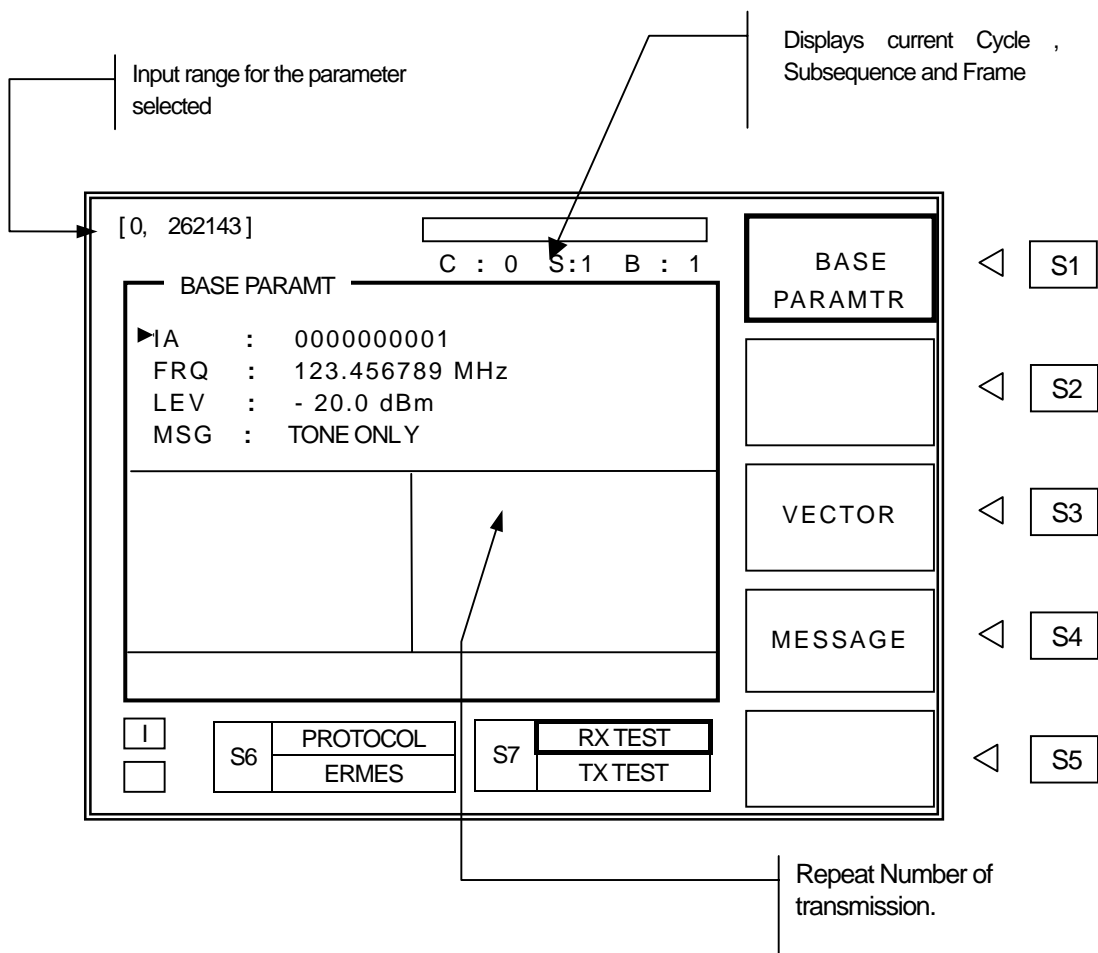 Displays current Cycle ,
Subsequence and Frame
Input range for the parameter
selected
[0, 262143]
C : 0 S:1 B : 1
BASE PARAMT
IA : 0000000001
FRQ : 123.456789 MHz
LEV : - 20.0 dBm
MSG : TONE ONLY
BASE
PARAMTR
S1
S2
VECTOR
S3
MESSAGE
S4
S5
I
S6
PROTOCOL
ERMES
S7
RX TEST
TX TEST
Repeat Number of
transmission.